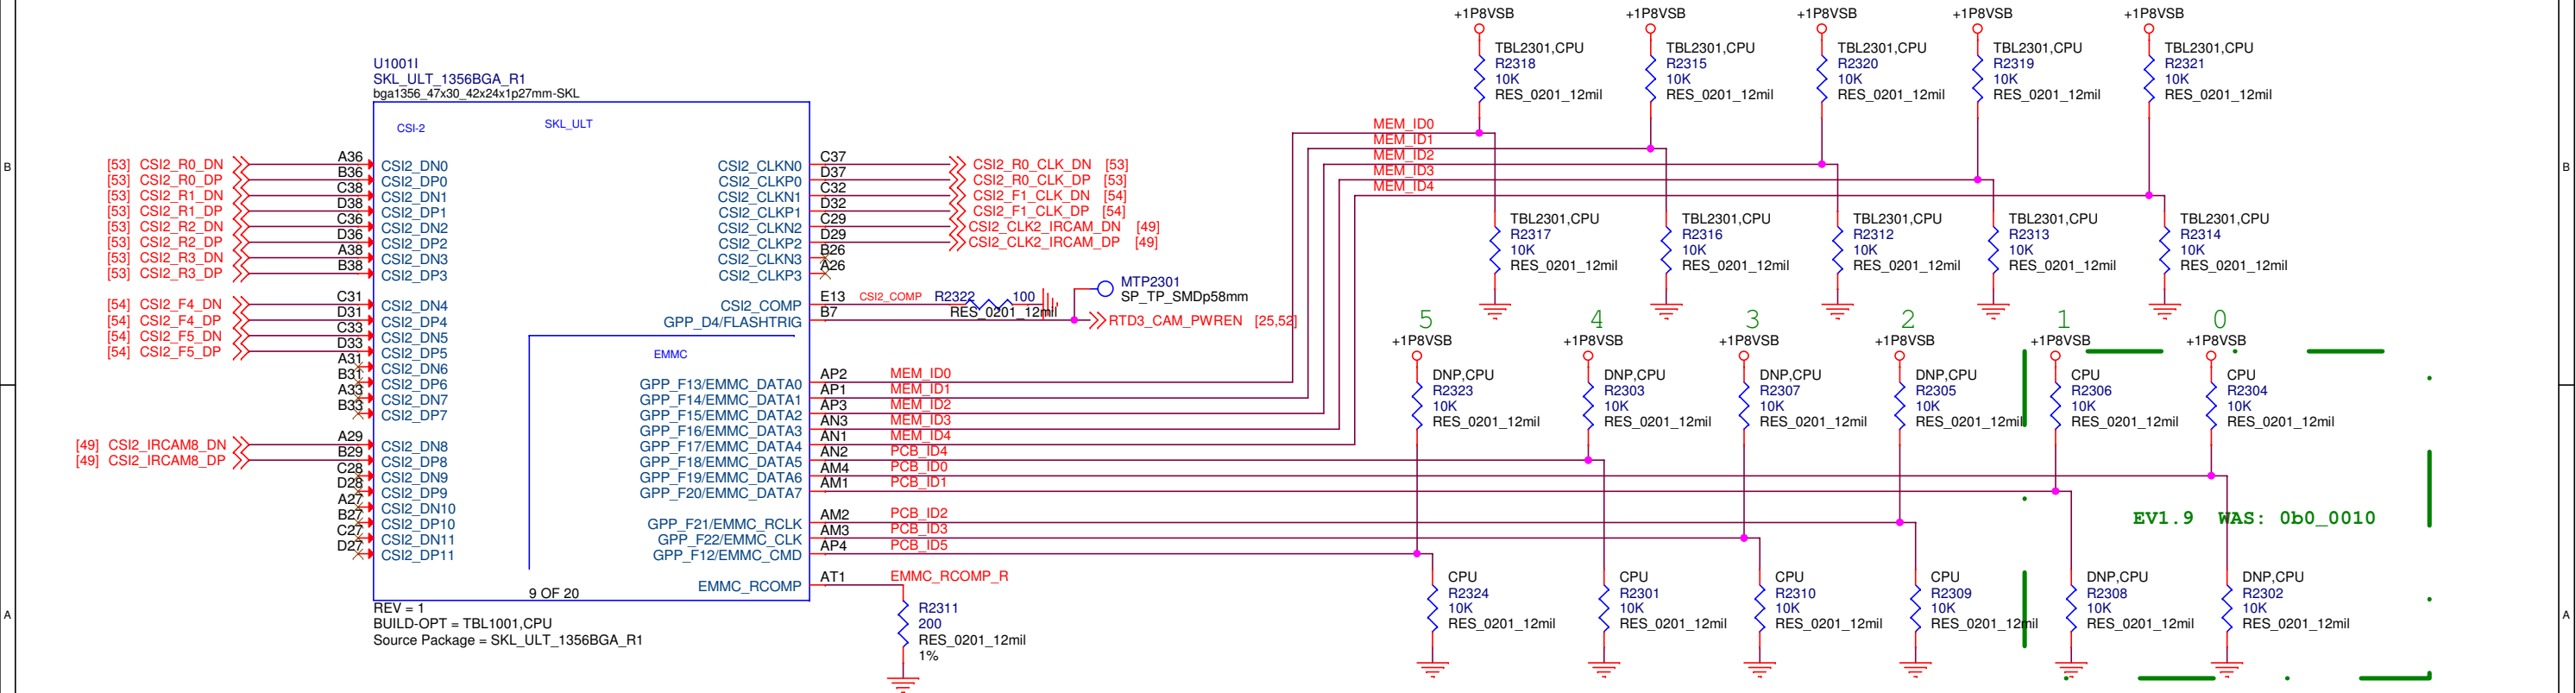 +1P8VSB +1P8VSB +1P8VSB +1P8VSB +1P8VSB
TBL2301,CPU TBL2301,CPU TBL2301,CPU TBL2301,CPU TBL2301,CPU
R2318 R2315 R2320 R2319 R2321
10K 10K 10K 10K 10K
RES_0201_12mil RES_0201_12mil RES_0201_12mil RES_0201_12mil RES_0201_12mil
U1001I
SKL_ULT_1356BGA_R1
bga1356_47x30_42x24x1p27mm-SKL
CSI-2 SKL_ULT
MEM_ID0
MEM_ID1
MEM_ID2
MEM_ID3
MEM_ID4
B B
[53] CSI2_R0_DN A36 CSI2_DN0 CSI2_CLKN0 C37 CSI2_R0_CLK_DN [53]
[53] CSI2_R0_DP B36 CSI2_DP0 CSI2_CLKP0 D37 CSI2_R0_CLK_DP [53]
[53] CSI2_R1_DN C38 CSI2_DN1 CSI2_CLKN1 C32 CSI2_F1_CLK_DN [54]
[53] CSI2_R1_DP D38 CSI2_DP1 CSI2_CLKP1 D32 CSI2_F1_CLK_DP [54]
[53] CSI2_R2_DN C36 CSI2_DN2 CSI2_CLKN2 C29 CSI2_CLK2_IRCAM_DN [49]
[53] CSI2_R2_DP D36 CSI2_DP2 CSI2_CLKP2 D29 CSI2_CLK2_IRCAM_DP [49]
[53] CSI2_R3_DN A38 CSI2_DN3 CSI2_CLKN3 B26
[53] CSI2_R3_DP B38 CSI2_DP3 CSI2_CLKP3 A26
TBL2301,CPU TBL2301,CPU TBL2301,CPU TBL2301,CPU TBL2301,CPU
R2317 R2316 R2312 R2313 R2314
10K 10K 10K 10K 10K
RES_0201_12mil RES_0201_12mil RES_0201_12mil RES_0201_12mil RES_0201_12mil
MTP2301
SP_TP_SMDp58mm
[54] CSI2_F4_DN C31 CSI2_DN4 CSI2_COMP E13 CSI2_COMP R2322 100
RES_0201_12mil
[54] CSI2_F4_DP D31 CSI2_DP4 GPP_D4/FLASHTRIG B7 RTD3_CAM_PWREN [25,52]
[54] CSI2_F5_DN C33 CSI2_DN5
[54] CSI2_F5_DP D33 CSI2_DP5
A31 CSI2_DN6
B31 CSI2_DP6
A33 CSI2_DN7
B33 CSI2_DP7
EMMC
5 4 3 2 1 0
+1P8VSB +1P8VSB +1P8VSB +1P8VSB +1P8VSB +1P8VSB
DNP,CPU DNP,CPU DNP,CPU DNP,CPU CPU CPU
R2323 R2303 R2307 R2305 R2306 R2304
10K 10K 10K 10K 10K 10K
RES_0201_12mil RES_0201_12mil RES_0201_12mil RES_0201_12mil RES_0201_12mil RES_0201_12mil
GPP_F13/EMMC_DATA0 AP2 MEM_ID0
GPP_F14/EMMC_DATA1 AP1 MEM_ID1
GPP_F15/EMMC_DATA2 AP3 MEM_ID2
GPP_F16/EMMC_DATA3 AN3 MEM_ID3
[49] CSI2_IRCAM8_DN A29 CSI2_DN8 GPP_F17/EMMC_DATA4 AN1 MEM_ID4
[49] CSI2_IRCAM8_DP B29 CSI2_DP8 GPP_F18/EMMC_DATA5 AN2 PCB_ID4
C28 CSI2_DN9 GPP_F19/EMMC_DATA6 AM4 PCB_ID0
D28 CSI2_DP9 GPP_F20/EMMC_DATA7 AM1 PCB_ID1
A27 CSI2_DN10
B27 CSI2_DP10 GPP_F21/EMMC_RCLK AM2 PCB_ID2
C27 CSI2_DN11 GPP_F22/EMMC_CLK AM3 PCB_ID3
D27 CSI2_DP11 GPP_F12/EMMC_CMD AP4 PCB_ID5
EV1.9 WAS: 0b0_0010
EMMC_RCOMP AT1 EMMC_RCOMP_R
9 OF 20
CPU CPU CPU CPU DNP,CPU DNP,CPU
R2324 R2301 R2310 R2309 R2308 R2302
10K 10K 10K 10K 10K 10K
RES_0201_12mil RES_0201_12mil RES_0201_12mil RES_0201_12mil RES_0201_12mil RES_0201_12mil
A A
REV = 1
BUILD-OPT = TBL1001,CPU
Source Package = SKL_ULT_1356BGA_R1
R2311
200
RES_0201_12mil
1%